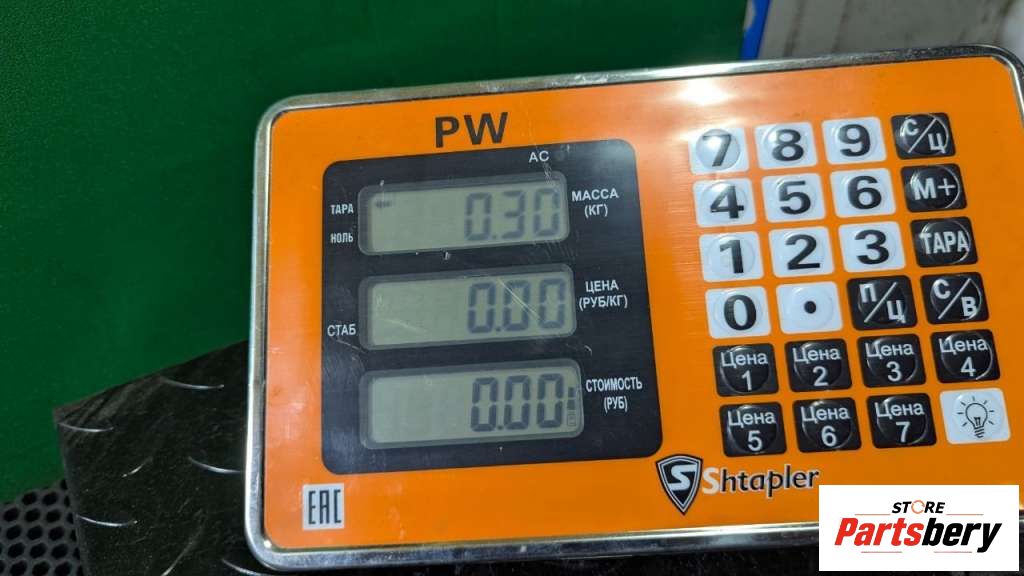 PW
AC
ТАРА
НОЛЬ
0.30
МАССА
(КГ)
0.00
ЦЕНА
(РУБ/КГ)
СТАБ
0.00
СТОИМОСТЬ
(РУБ)
7 8 9 С/Ц
4 5 6 М+
1 2 3 ТАРА
0 . П/Ц С/В
Цена 1 Цена 2 Цена 3 Цена 4
Цена 5 Цена 6 Цена 7
Shtapler
EAC
STORE
Partsbery